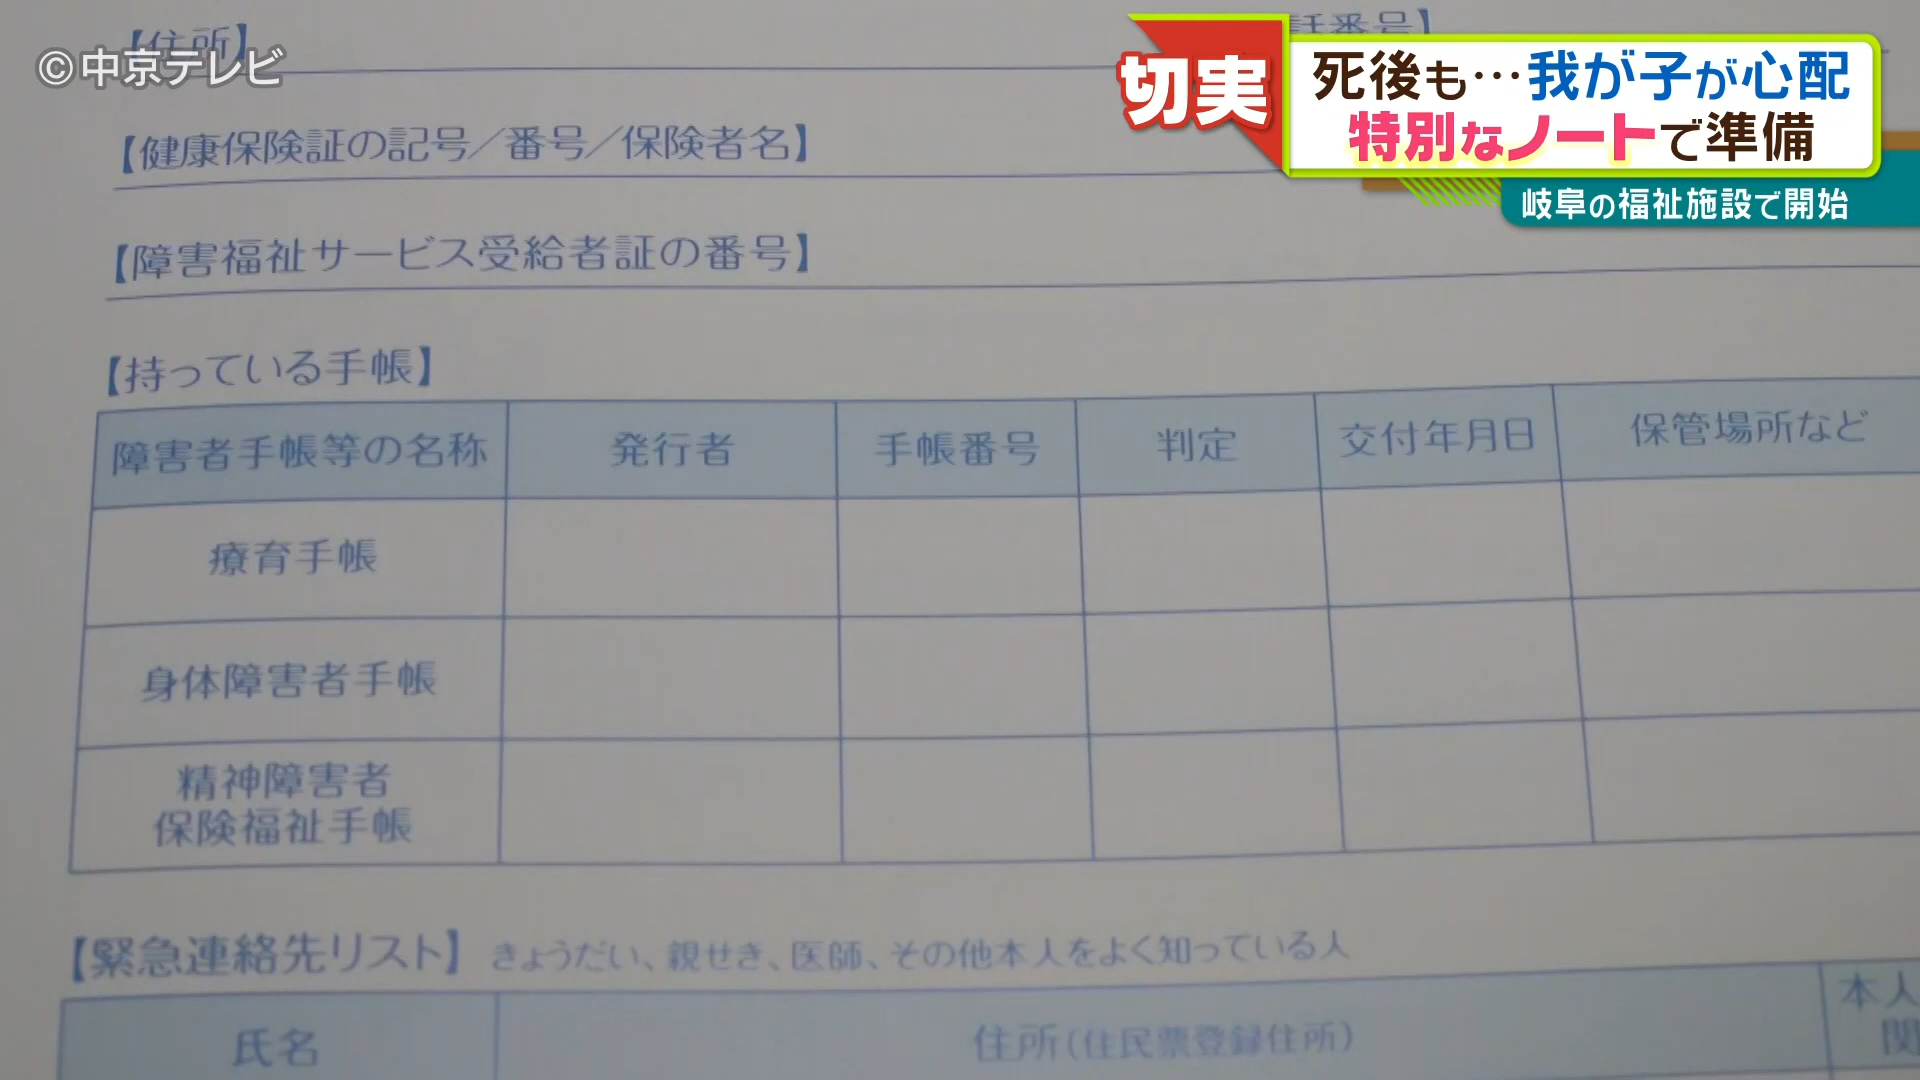 ©中京テレビ
切実
死後も…我が子が心配
特別なノートで準備
岐阜の福祉施設で開始
【住所】
話番号】
【健康保険証の記号／番号／保険者名】
【障害福祉サービス受給者証の番号】
【持っている手帳】
障害者手帳等の名称 発行者 手帳番号 判定 交付年月日 保管場所など
療育手帳
身体障害者手帳
精神障害者
保険福祉手帳
【緊急連絡先リスト】 きょうだい、親せき、医師、その他本人をよく知っている人
氏名 住所（住民票登録住所） 本人
関